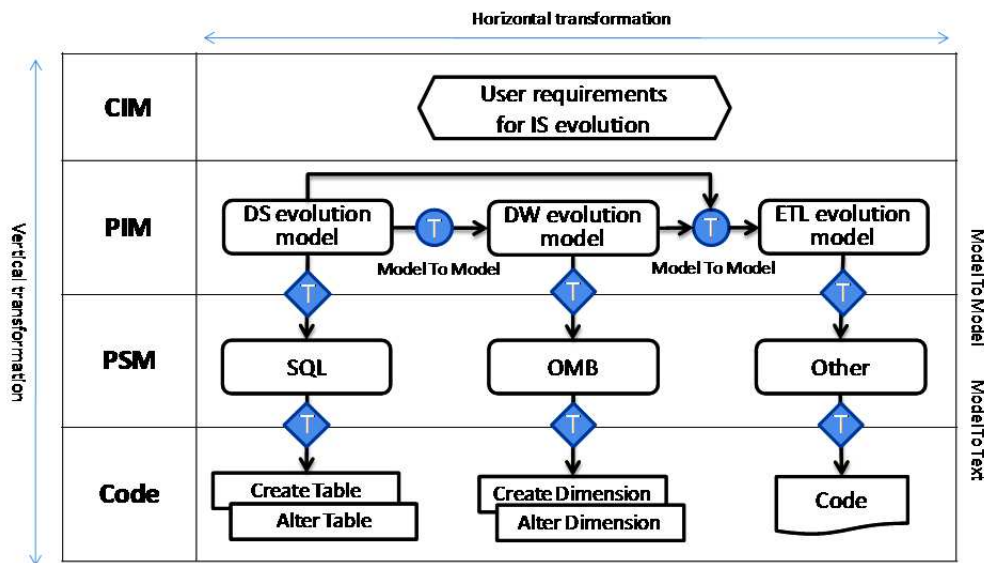 Horizontal transformation
Vertical transformation
CIM
User requirements
for IS evolution
PIM
DS evolution
model
T
Model To Model
DW evolution
model
T
Model To Model
ETL evolution
model
T
T
T
Model To Model
PSM
SQL
OMB
Other
T
T
T
Model To Text
Code
Create Table
Alter Table
Create Dimension
Alter Dimension
Code